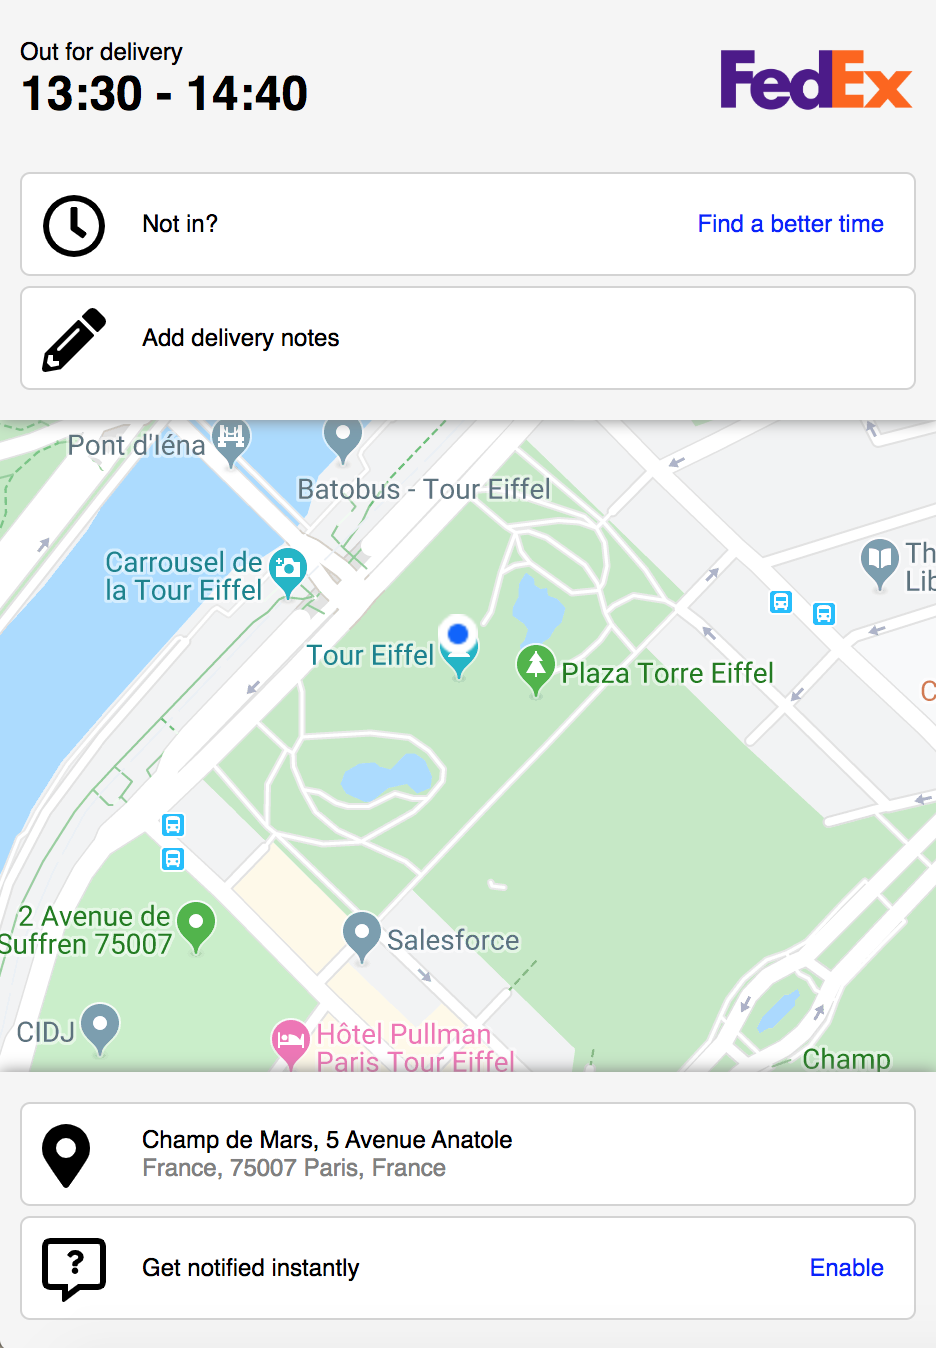 Out for delivery
13:30 - 14:40
FedEx
Not in?
Find a better time
Add delivery notes
Pont d'Iéna
Batobus - Tour Eiffel
Carrousel de
la Tour Eiffel
Th
Lib
Tour Eiffel
Plaza Torre Eiffel
C
2 Avenue de
Suffren 75007
Salesforce
CIDJ
Hôtel Pullman
Paris Tour Eiffel
Champ
Champ de Mars, 5 Avenue Anatole
France, 75007 Paris, France
?
Get notified instantly
Enable